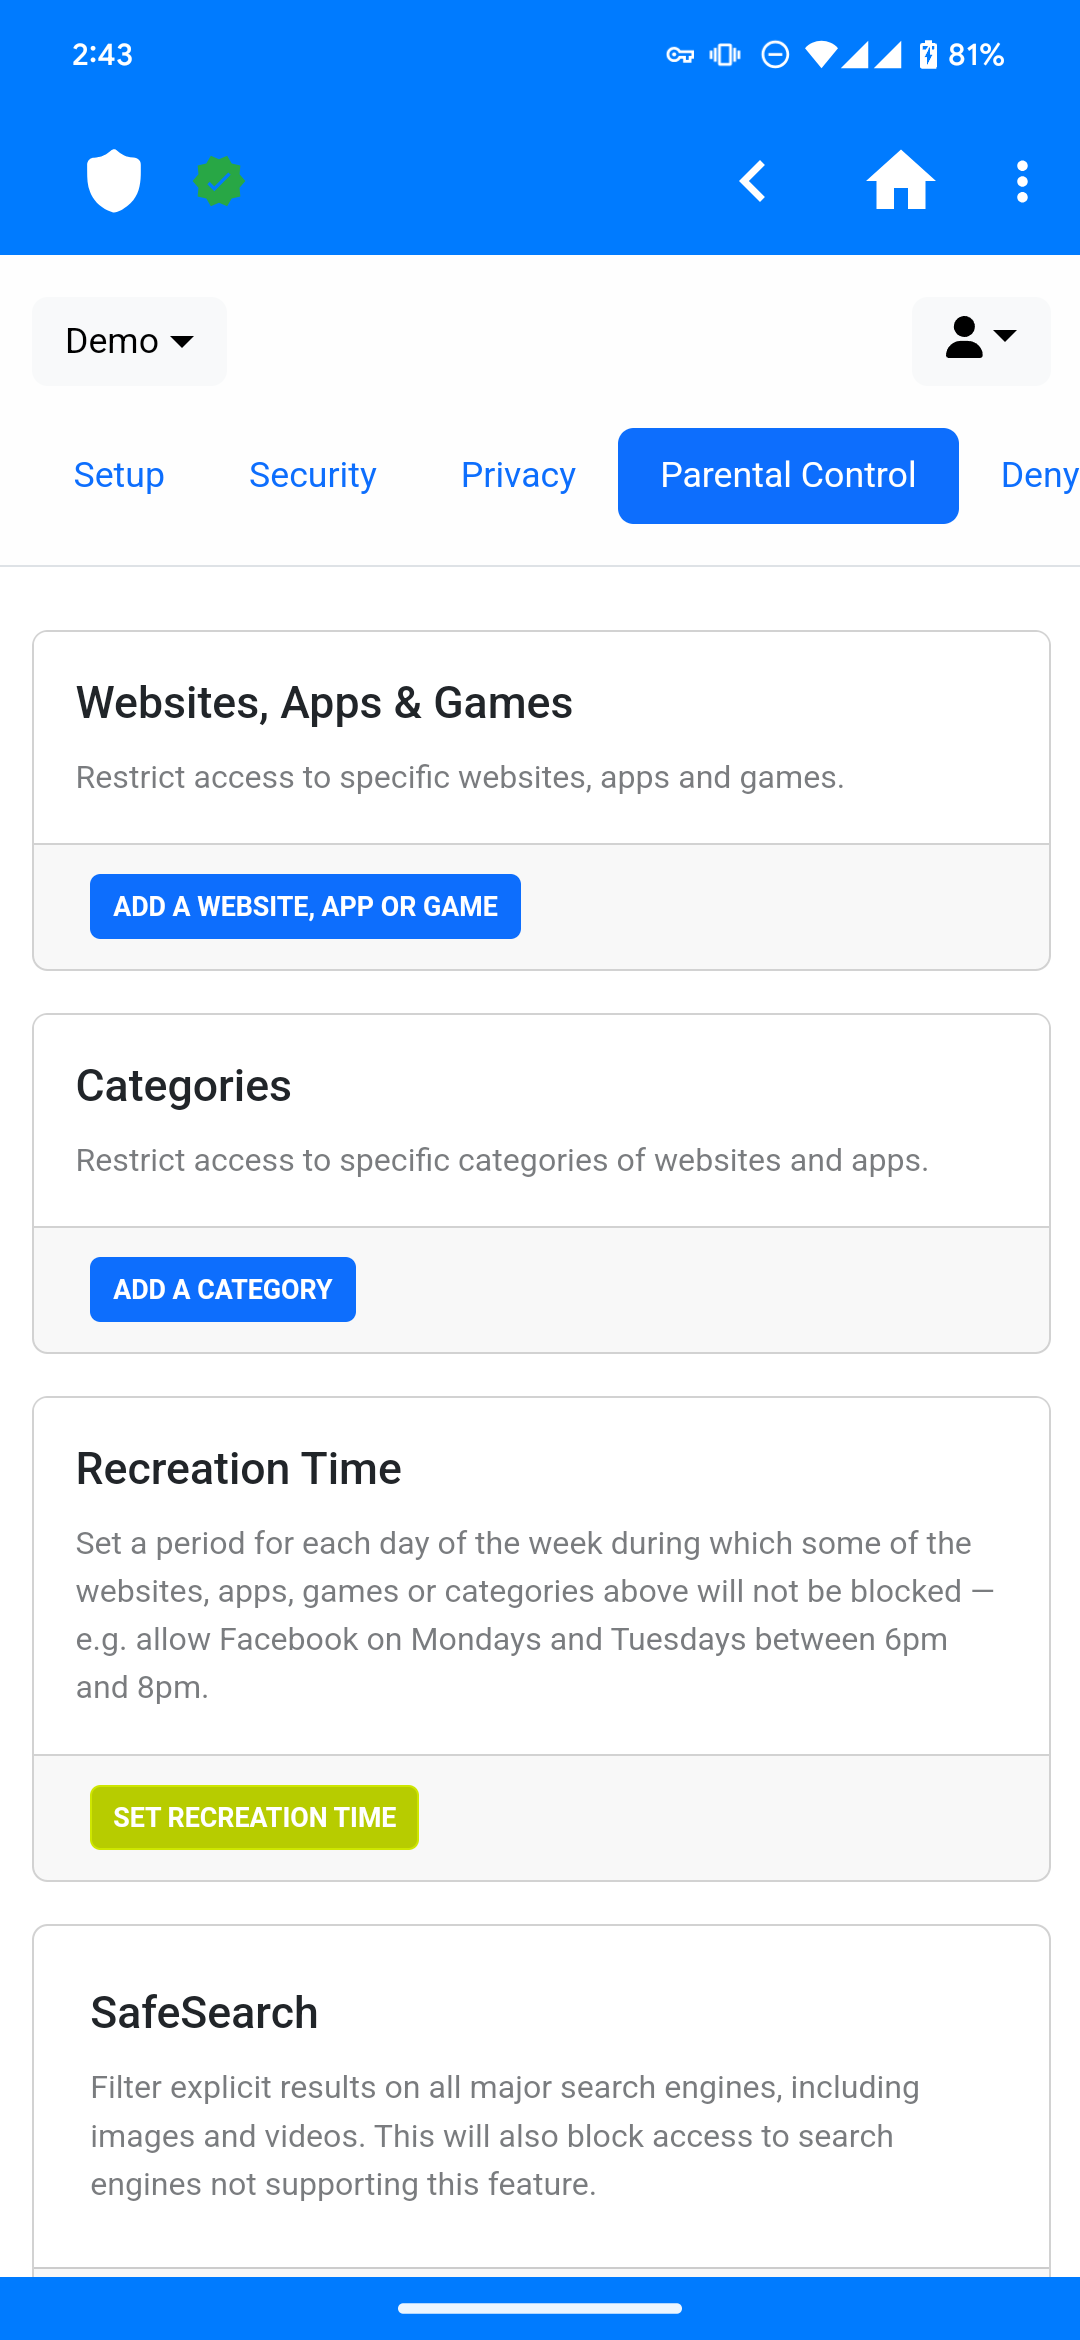 2:43
81%
Demo
Setup
Security
Privacy
Parental Control
Deny
Websites, Apps & Games
Restrict access to specific websites, apps and games.
ADD A WEBSITE, APP OR GAME
Categories
Restrict access to specific categories of websites and apps.
ADD A CATEGORY
Recreation Time
Set a period for each day of the week during which some of the
websites, apps, games or categories above will not be blocked —
e.g. allow Facebook on Mondays and Tuesdays between 6pm
and 8pm.
SET RECREATION TIME
SafeSearch
Filter explicit results on all major search engines, including
images and videos. This will also block access to search
engines not supporting this feature.